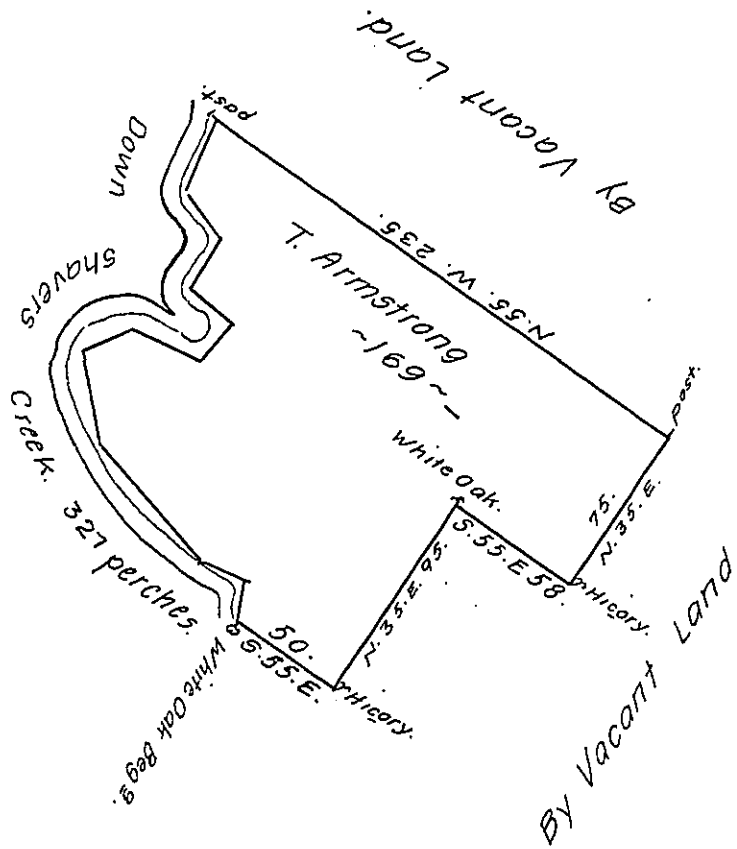 By Vacant Land.
post.
Down
Shavers
Creek. 327 perches.
T. Armstrong
~169~
N. 55. W. 235.
post.
75.
N. 35. E.
White Oak.
S. 55. E 58.
Hicory.
N. 35. E. 95.
50.
S. 55. E.
Hicory.
White Oak Beg g.
By Vacant Land